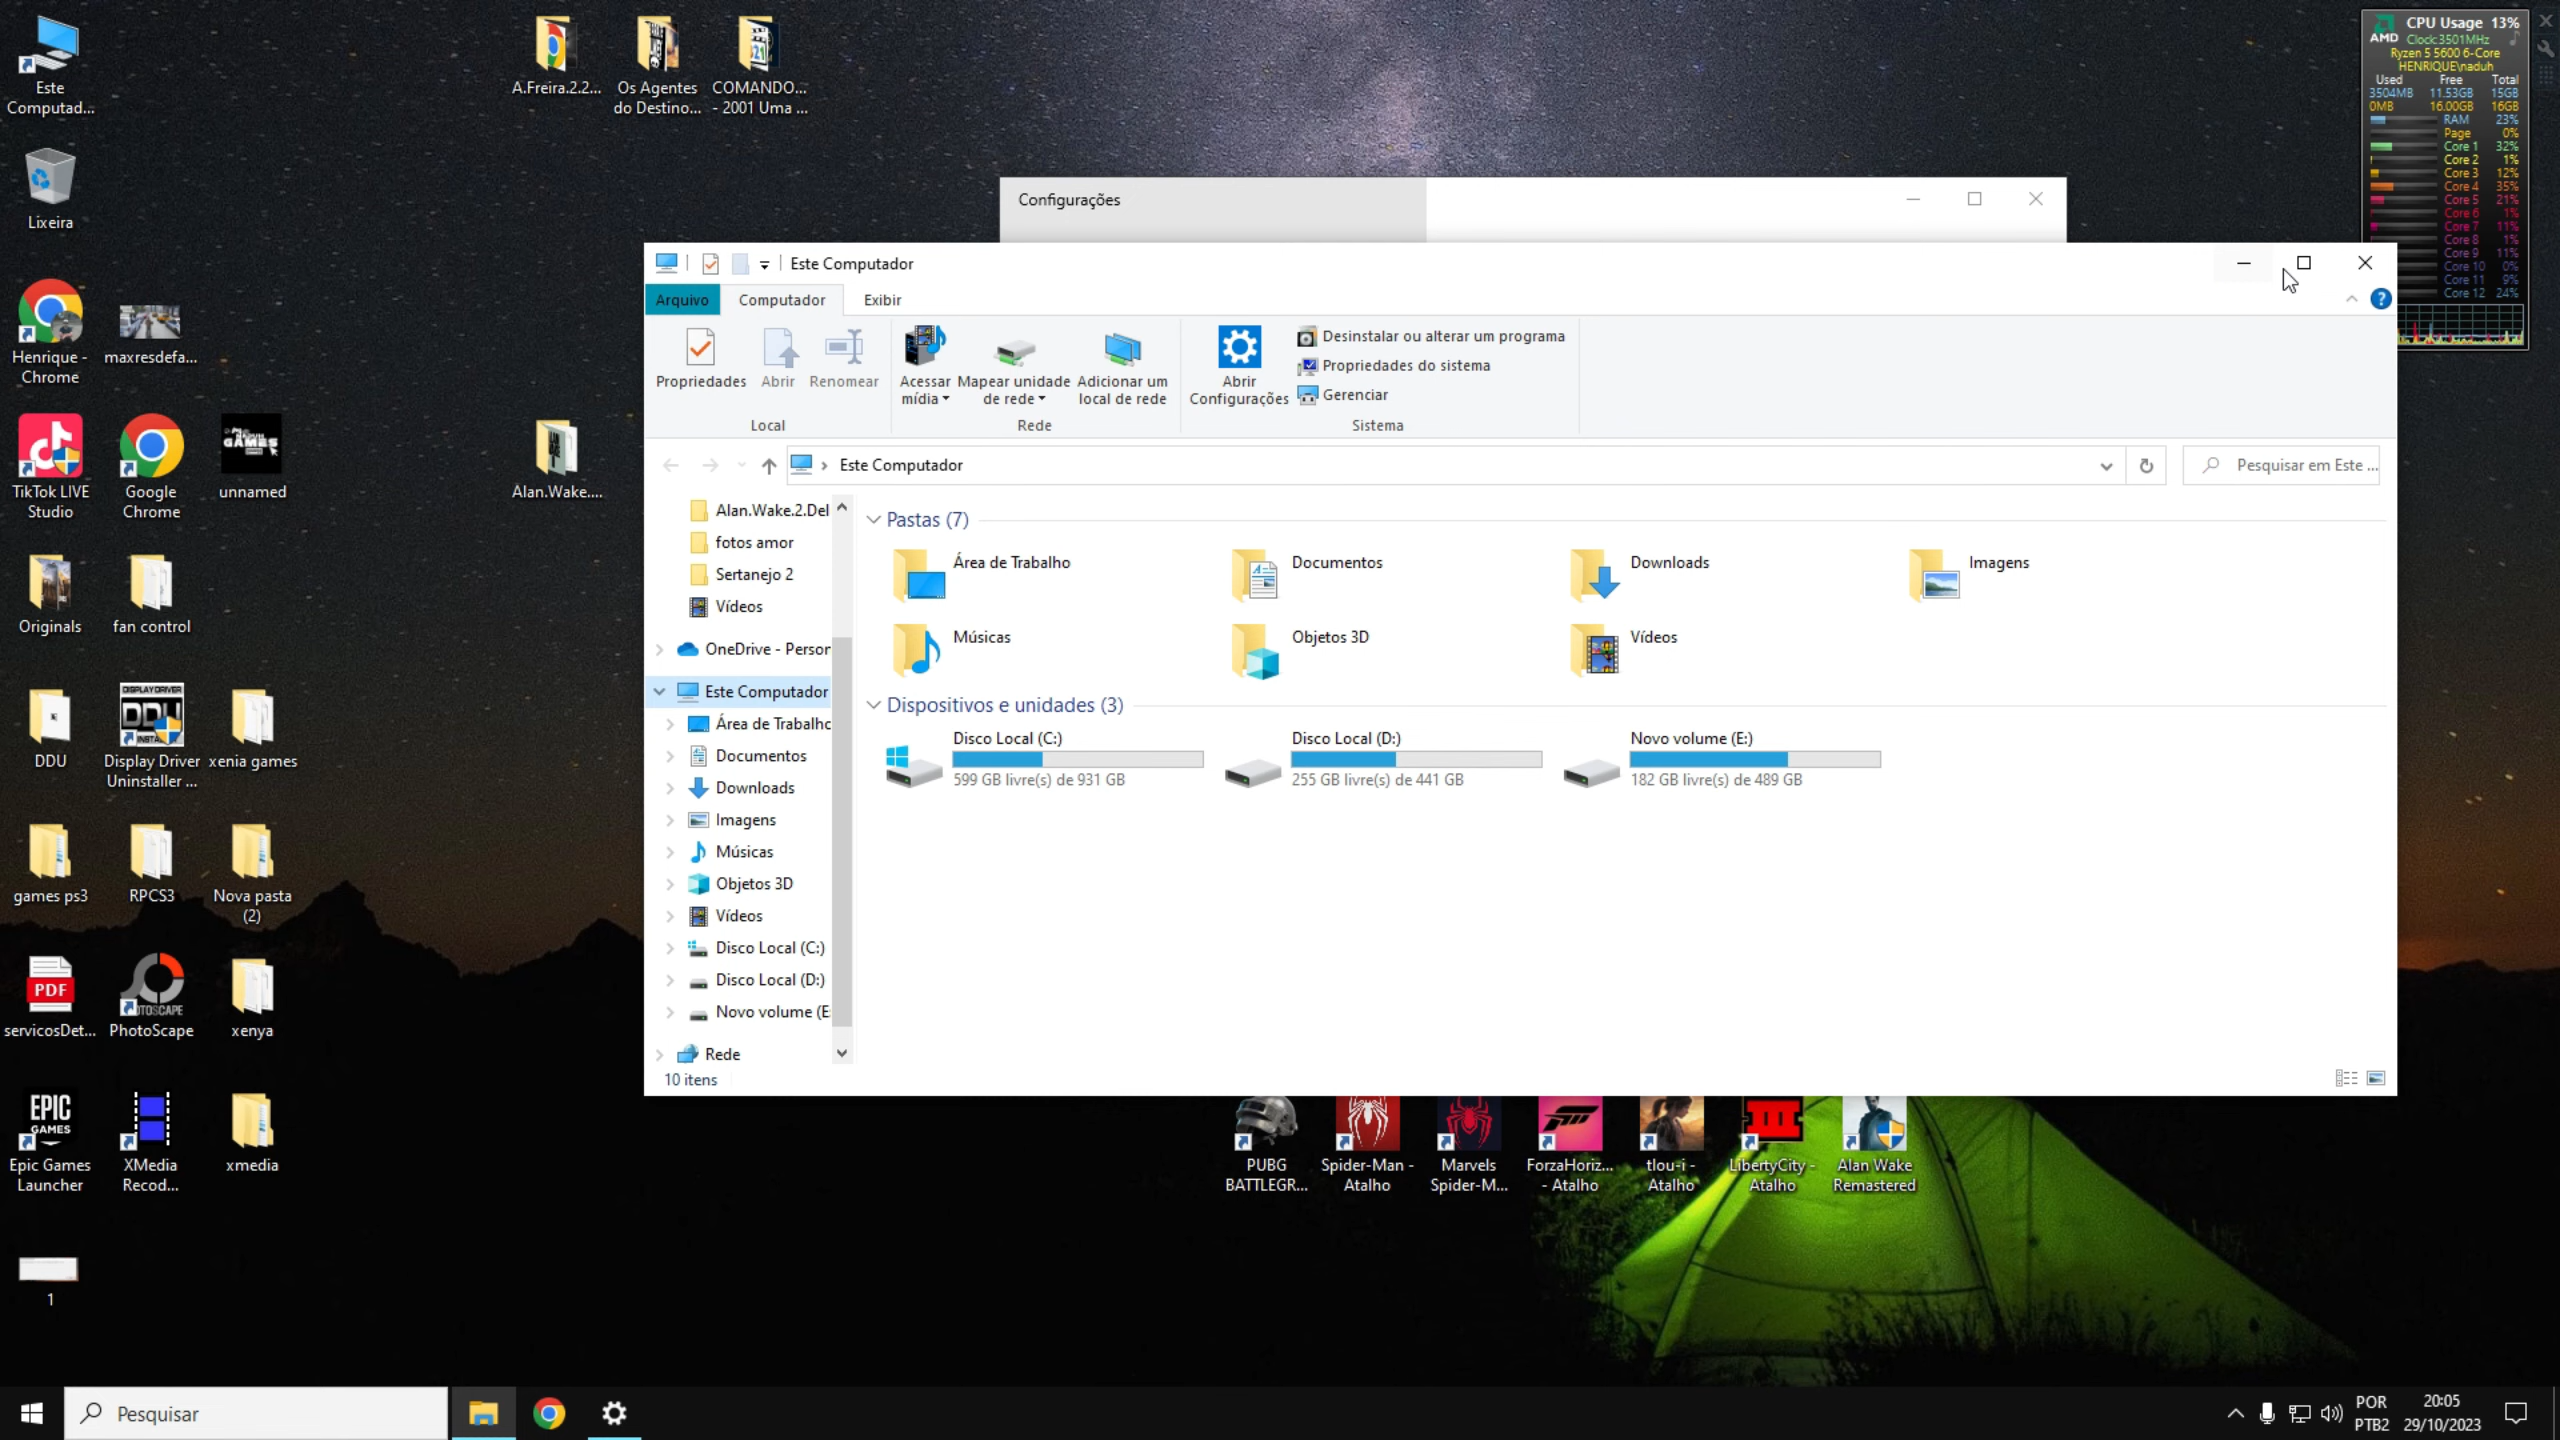 Este
Computad...
Lixeira
Henrique -
Chrome
maxresdefa...
TikTok LIVE
Studio
Google
Chrome
unnamed
Originals
fan control
DDU
Display Driver
Uninstaller ...
xenia games
games ps3
RPCS3
Nova pasta
(2)
PDF
servicosDet...
PhotoScape
xenya
EPIC
GAMES
Epic Games
Launcher
XMedia
Recod...
xmedia
1
A.Freira.2.2...
Os Agentes
do Destino...
COMANDO...
- 2001 Uma ...
Alan.Wake....
Configurações
Este Computador
Arquivo
Computador
Exibir
Propriedades
Abrir
Renomear
Local
Acessar
mídia
Mapear unidade
de rede
Adicionar um
local de rede
Rede
Abrir
Configurações
Desinstalar ou alterar um programa
Propriedades do sistema
Gerenciar
Sistema
Este Computador
Pesquisar em Este ...
Alan.Wake.2.Del
fotos amor
Sertanejo 2
Vídeos
OneDrive - Person
Este Computador
Área de Trabalho
Documentos
Downloads
Imagens
Músicas
Objetos 3D
Vídeos
Disco Local (C:)
Disco Local (D:)
Novo volume (E:
Rede
10 itens
Pastas (7)
Área de Trabalho
Documentos
Downloads
Imagens
Músicas
Objetos 3D
Vídeos
Dispositivos e unidades (3)
Disco Local (C:)
599 GB livre(s) de 931 GB
Disco Local (D:)
255 GB livre(s) de 441 GB
Novo volume (E:)
182 GB livre(s) de 489 GB
PUBG
BATTLEGR...
Spider-Man -
Atalho
Marvels
Spider-M...
ForzaHoriz...
- Atalho
tlou-i -
Atalho
LibertyCity -
Atalho
Alan Wake
Remastered
AMD
CPU Usage 13%
Clock:3501MHz
Ryzen 5 5600 6-Core
HENRIQUE\naduh
Used Free Total
3504MB 11.53GB 15GB
0MB 16.00GB 16GB
RAM 23%
Page 0%
Core 1 32%
Core 2 1%
Core 3 12%
Core 4 35%
Core 5 21%
Core 6 1%
Core 7 11%
Core 8 1%
Core 9 11%
Core 10 0%
Core 11 9%
Core 12 24%
Pesquisar
POR
PTB2
20:05
29/10/2023